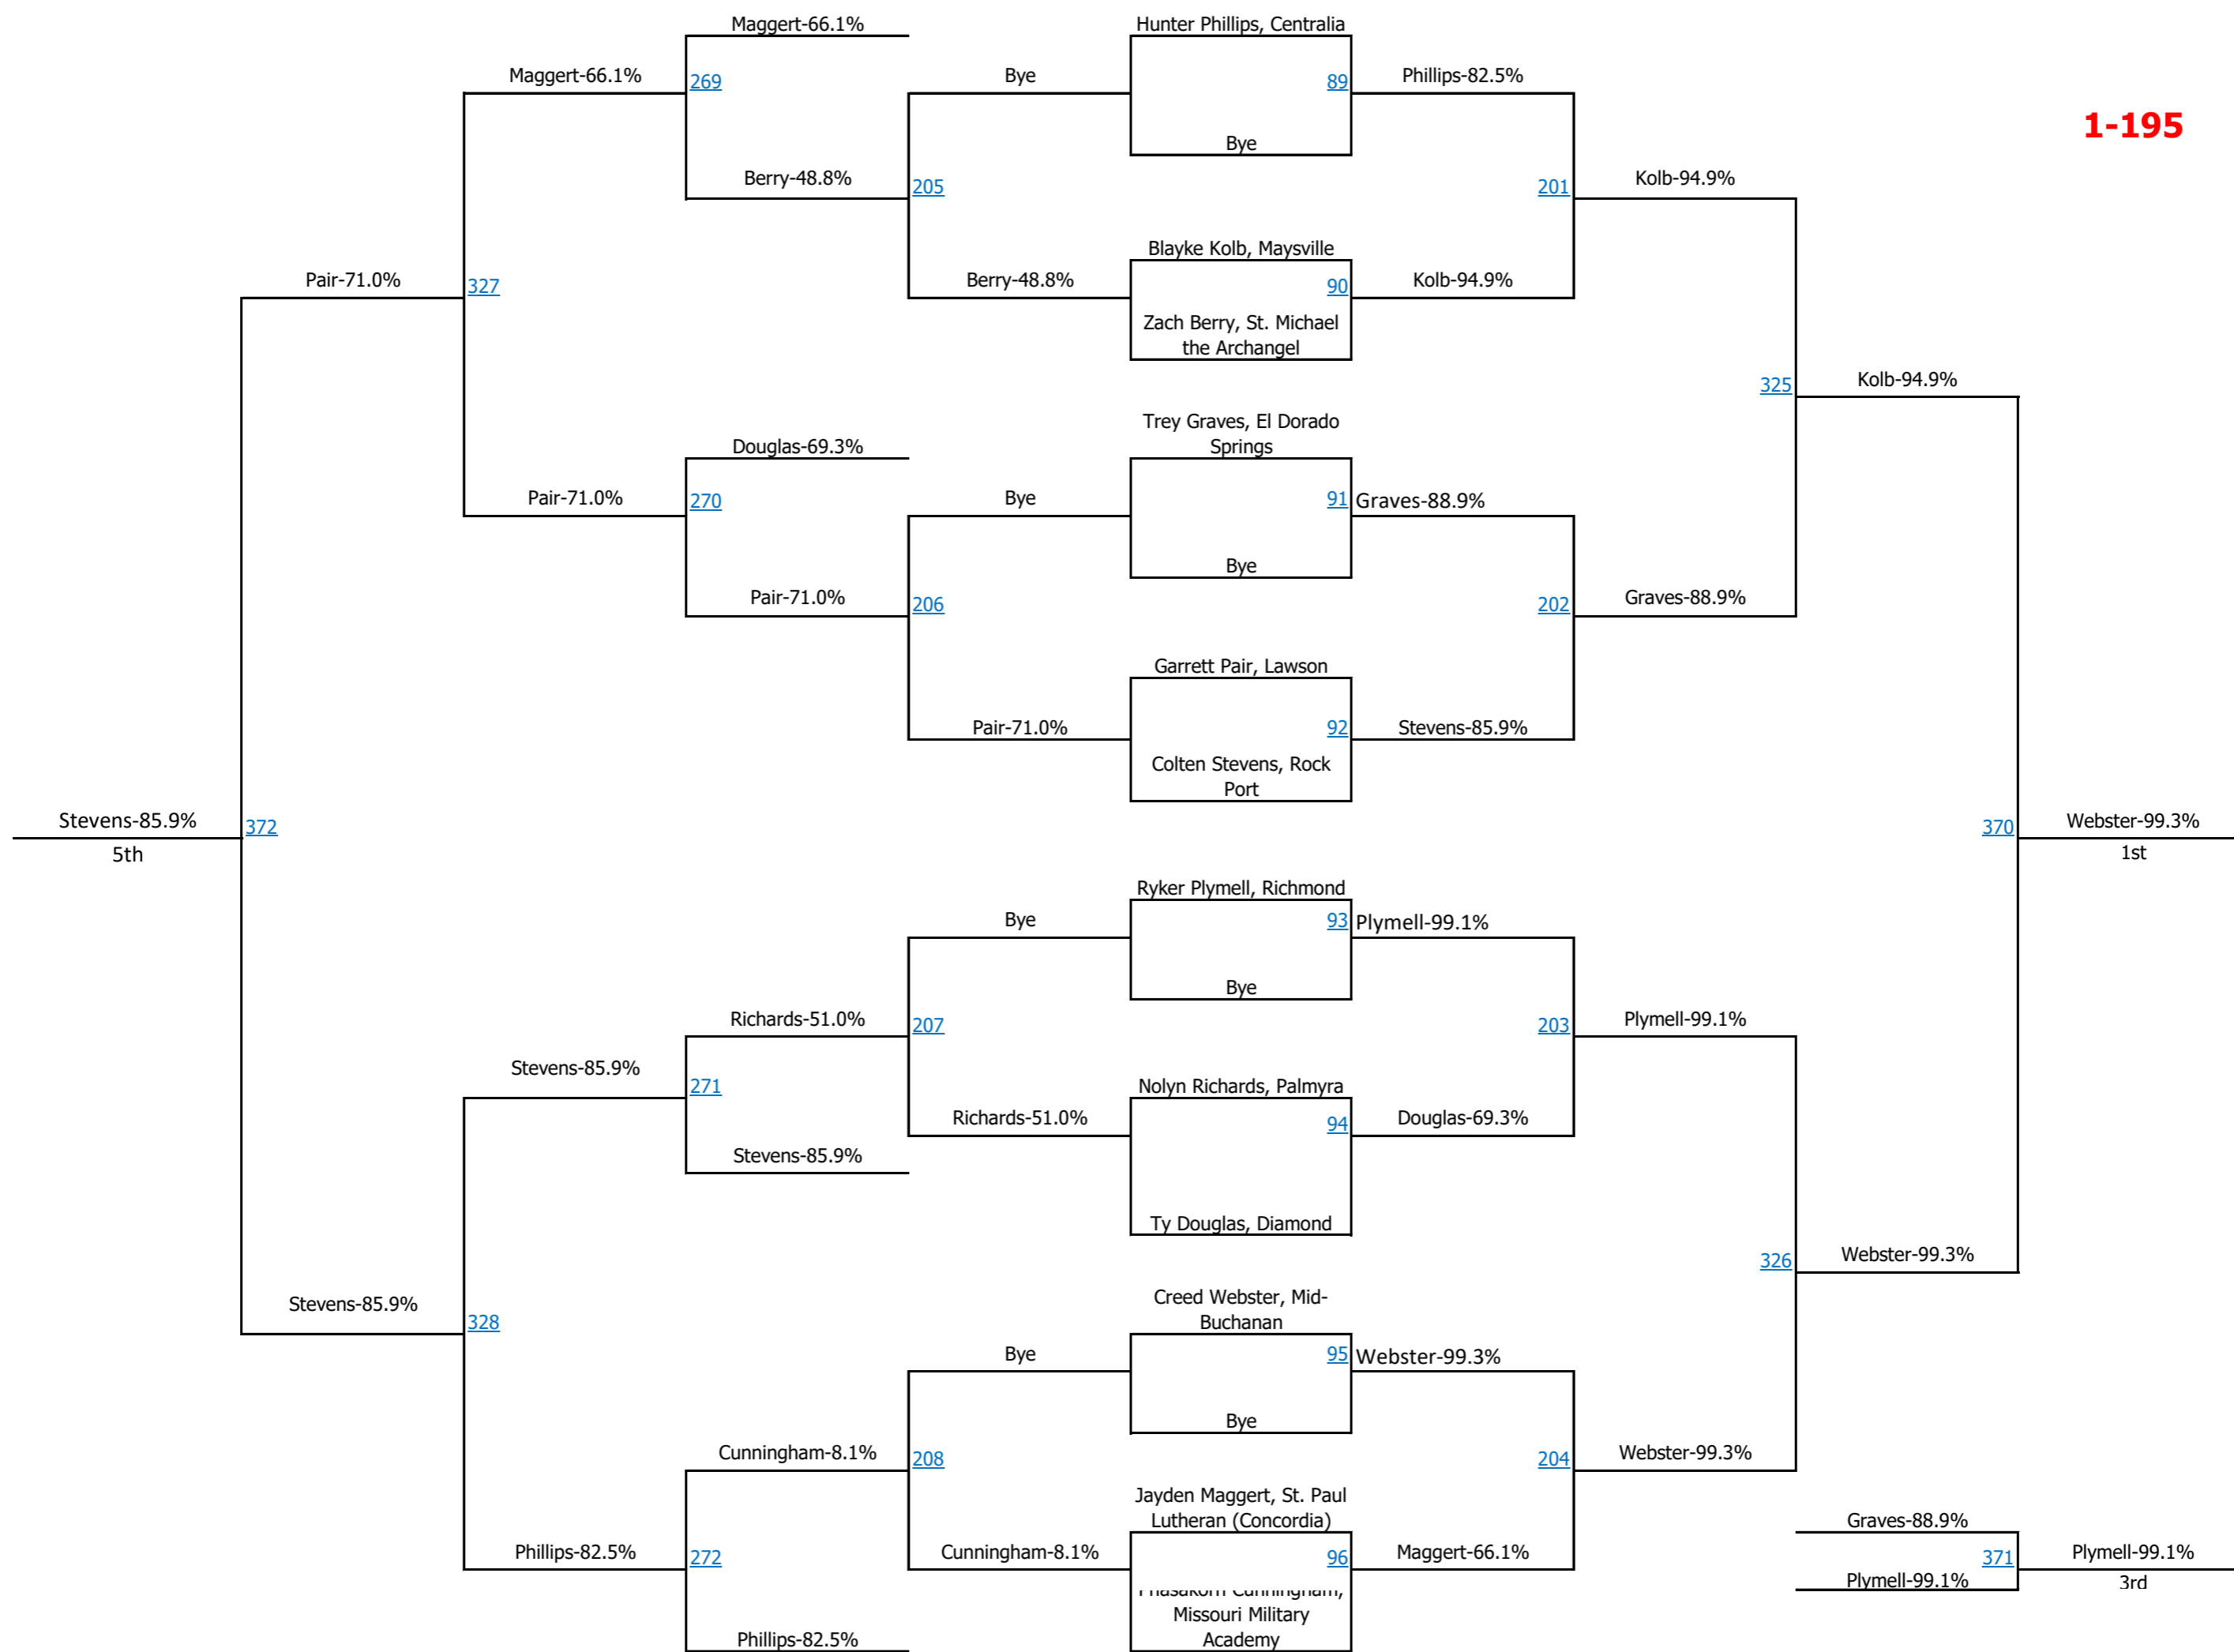 Maggert-66.1%
Hunter Phillips, Centralia
Maggert-66.1%
269
Bye
89
Phillips-82.5%
1-195
Bye
Berry-48.8%
205
201
Kolb-94.9%
Blayke Kolb, Maysville
Pair-71.0%
327
Berry-48.8%
90
Kolb-94.9%
Zach Berry, St. Michael
the Archangel
325
Kolb-94.9%
Trey Graves, El Dorado
Springs
Douglas-69.3%
Pair-71.0%
270
Bye
91
Graves-88.9%
Bye
Pair-71.0%
206
202
Graves-88.9%
Garrett Pair, Lawson
Pair-71.0%
92
Stevens-85.9%
Colten Stevens, Rock
Port
Stevens-85.9%
372
370
Webster-99.3%
5th
1st
Ryker Plymell, Richmond
Bye
93
Plymell-99.1%
Bye
Richards-51.0%
207
203
Plymell-99.1%
Stevens-85.9%
271
Nolyn Richards, Palmyra
Richards-51.0%
94
Douglas-69.3%
Stevens-85.9%
Ty Douglas, Diamond
326
Webster-99.3%
Stevens-85.9%
328
Creed Webster, Mid-
Buchanan
Bye
95
Webster-99.3%
Bye
Cunningham-8.1%
208
204
Webster-99.3%
Jayden Maggert, St. Paul
Lutheran (Concordia)
Graves-88.9%
Phillips-82.5%
272
Cunningham-8.1%
96
Maggert-66.1%
371
Plymell-99.1%
Cunningham,
Plymell-99.1%
3rd
Missouri Military
Academy
Phillips-82.5%